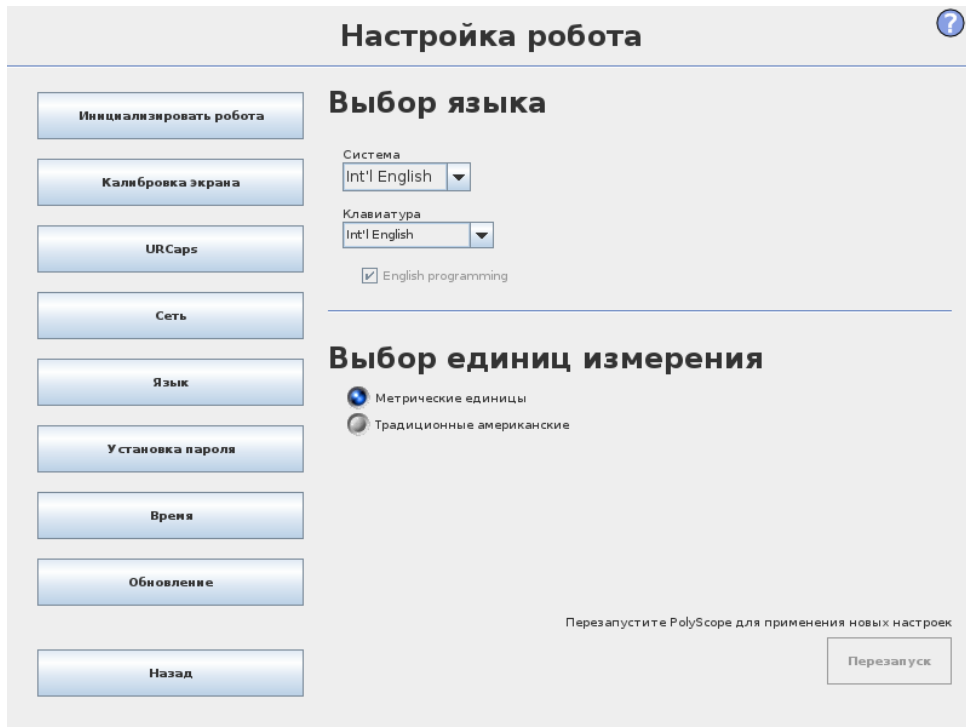 Настройка робота
?
Инициализировать робота
Калибровка экрана
URCaps
Сеть
Язык
Установка пароля
Время
Обновление
Назад
Выбор языка
Система
Int'l English
Клавиатура
Int'l English
English programming
Выбор единиц измерения
Метрические единицы
Традиционные американские
Перезапустите PolyScope для применения новых настроек
Перезапуск